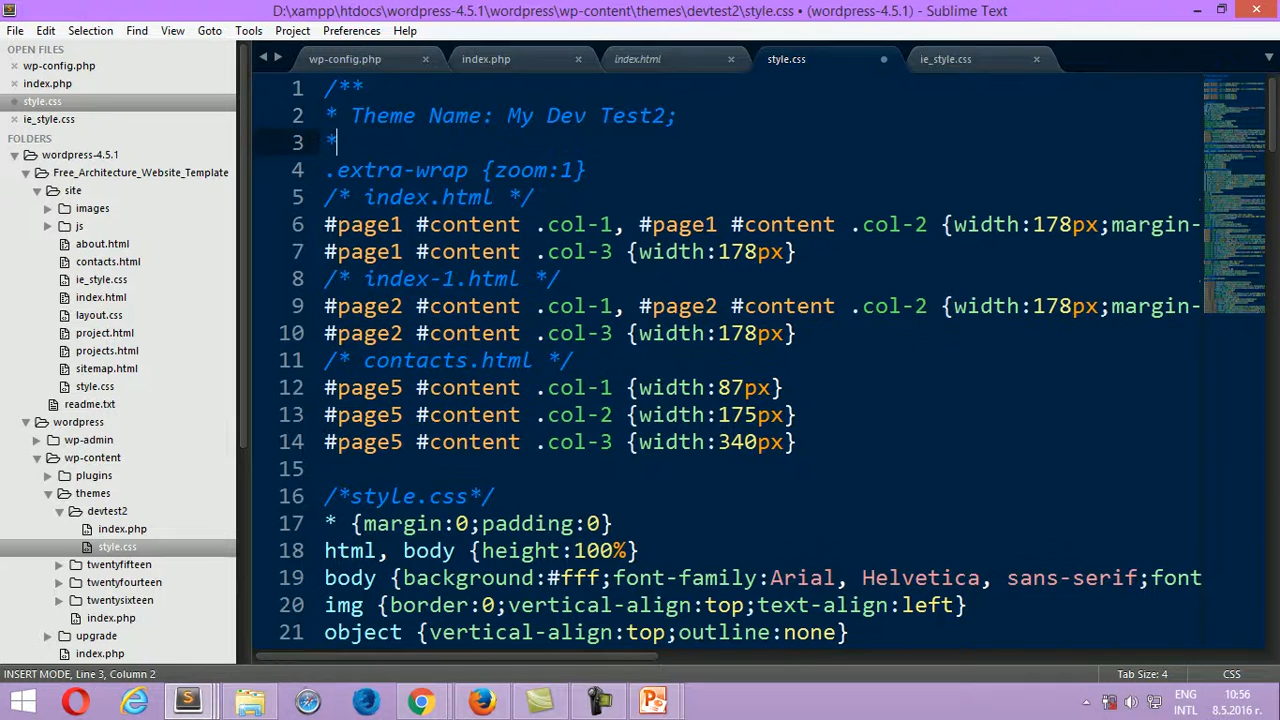 D:\xampp\htdocs\wordpress-4.5.1\wordpress\wp-content\themes\devtest2\style.css • (wordpress-4.5.1) - Sublime Text
File Edit Selection Find View Goto Tools Project Preferences Help
OPEN FILES
wp-config.php
index.php
style.css
ie_style.css
FOLDERS
wordpress-4.5.1
Free_Architecture_Website_Template
site
images
js
about.html
contacts.html
ie_style.css
index.html
layout.css
project.html
projects.html
sitemap.html
style.css
readme.txt
wordpress
wp-admin
wp-content
plugins
themes
devtest2
index.php
style.css
twentyfifteen
twentyfourteen
twentysixteen
index.php
upgrade
index.php
wp-config.php index.php index.html style.css ie_style.css
1 /**
2 * Theme Name: My Dev Test2;
3 *
4 .extra-wrap {zoom:1}
5 /* index.html */
6 #page1 #content .col-1, #page1 #content .col-2 {width:178px;margin-
7 #page1 #content .col-3 {width:178px}
8 /* index-1.html */
9 #page2 #content .col-1, #page2 #content .col-2 {width:178px;margin-
10 #page2 #content .col-3 {width:178px}
11 /* contacts.html */
12 #page5 #content .col-1 {width:87px}
13 #page5 #content .col-2 {width:175px}
14 #page5 #content .col-3 {width:340px}
15
16 /*style.css*/
17 * {margin:0;padding:0}
18 html, body {height:100%}
19 body {background:#fff;font-family:Arial, Helvetica, sans-serif;font
20 img {border:0;vertical-align:top;text-align:left}
21 object {vertical-align:top;outline:none}
INSERT MODE, Line 3, Column 2 Tab Size: 4 CSS
ENG 10:56
INTL 8.5.2016 г.